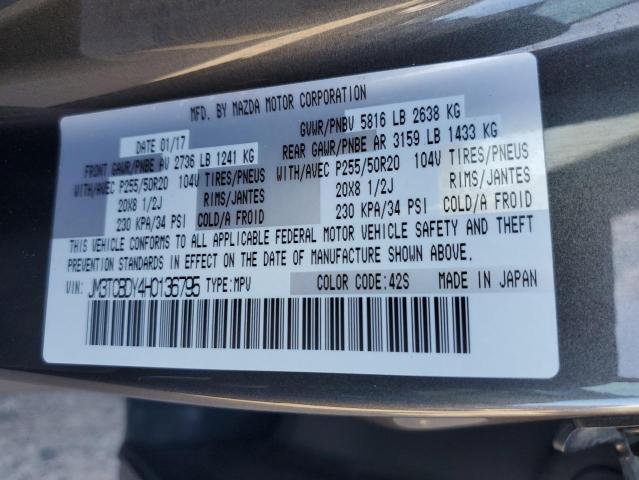 MFD. BY MAZDA MOTOR CORPORATION
DATE 01/17 GVWR/PNBV 5816 LB 2638 KG
FRONT GAWR/PNBE AV 2736 LB 1241 KG REAR GAWR/PNBE AR 3159 LB 1433 KG
WITH/AVEC P255/50R20 104V TIRES/PNEUS WITH/AVEC P255/50R20 104V TIRES/PNEUS
20X8 1/2J RIMS/JANTES 20X8 1/2J RIMS/JANTES
230 KPA/34 PSI COLD/A FROID 230 KPA/34 PSI COLD/A FROID
THIS VEHICLE CONFORMS TO ALL APPLICABLE FEDERAL MOTOR VEHICLE SAFETY AND THEFT
PREVENTION STANDARDS IN EFFECT ON THE DATE OF MANUFACTURE SHOWN ABOVE.
VIN: JM3TCBDY4H0136795 TYPE:MPV COLOR CODE:42S MADE IN JAPAN